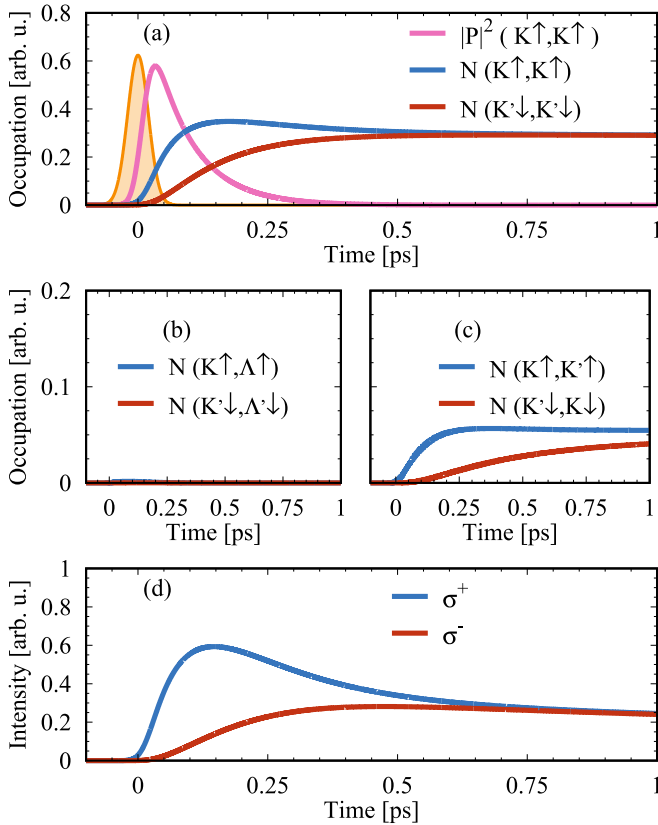 0.8
0.6
0.4
0.2
0
Occupation [arb. u.]
(a)
|P|² ( K↑,K↑ )
N ( K↑,K↑ )
N ( K'↓,K'↓ )
0 0.25 0.5 0.75 1
Time [ps]
0.2
0.1
0
Occupation [arb. u.]
(b)
N ( K↑,Λ↑ )
N ( K'↓,Λ'↓ )
0 0.25 0.5 0.75 1
Time [ps]
(c)
N ( K↑,K'↑ )
N ( K'↓,K↓ )
0 0.25 0.5 0.75 1
Time [ps]
1
0.8
0.6
0.4
0.2
0
Intensity [arb. u.]
(d)
σ⁺
σ⁻
0 0.25 0.5 0.75 1
Time [ps]